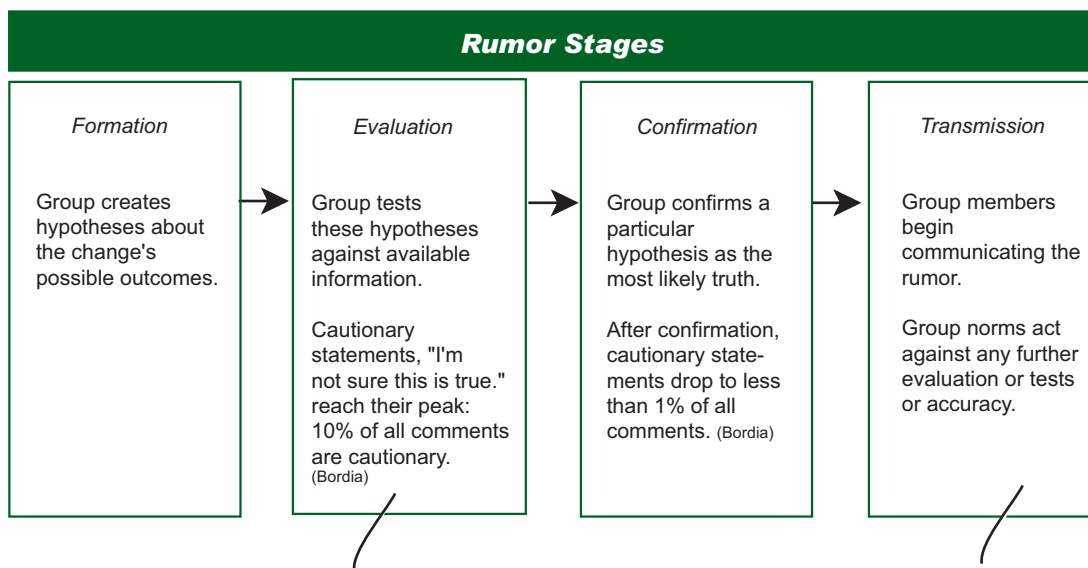 Rumor Stages
Formation
Group creates
hypotheses about
the change's
possible outcomes.
Evaluation
Group tests
these hypotheses
against available
information.
Cautionary
statements, "I'm
not sure this is true."
reach their peak:
10% of all comments
are cautionary.
(Bordia)
Confirmation
Group confirms a
particular
hypothesis as the
most likely truth.
After confirmation,
cautionary state-
ments drop to less
than 1% of all
comments. (Bordia)
Transmission
Group members
begin
communicating the
rumor.
Group norms act
against any further
evaluation or tests
or accuracy.